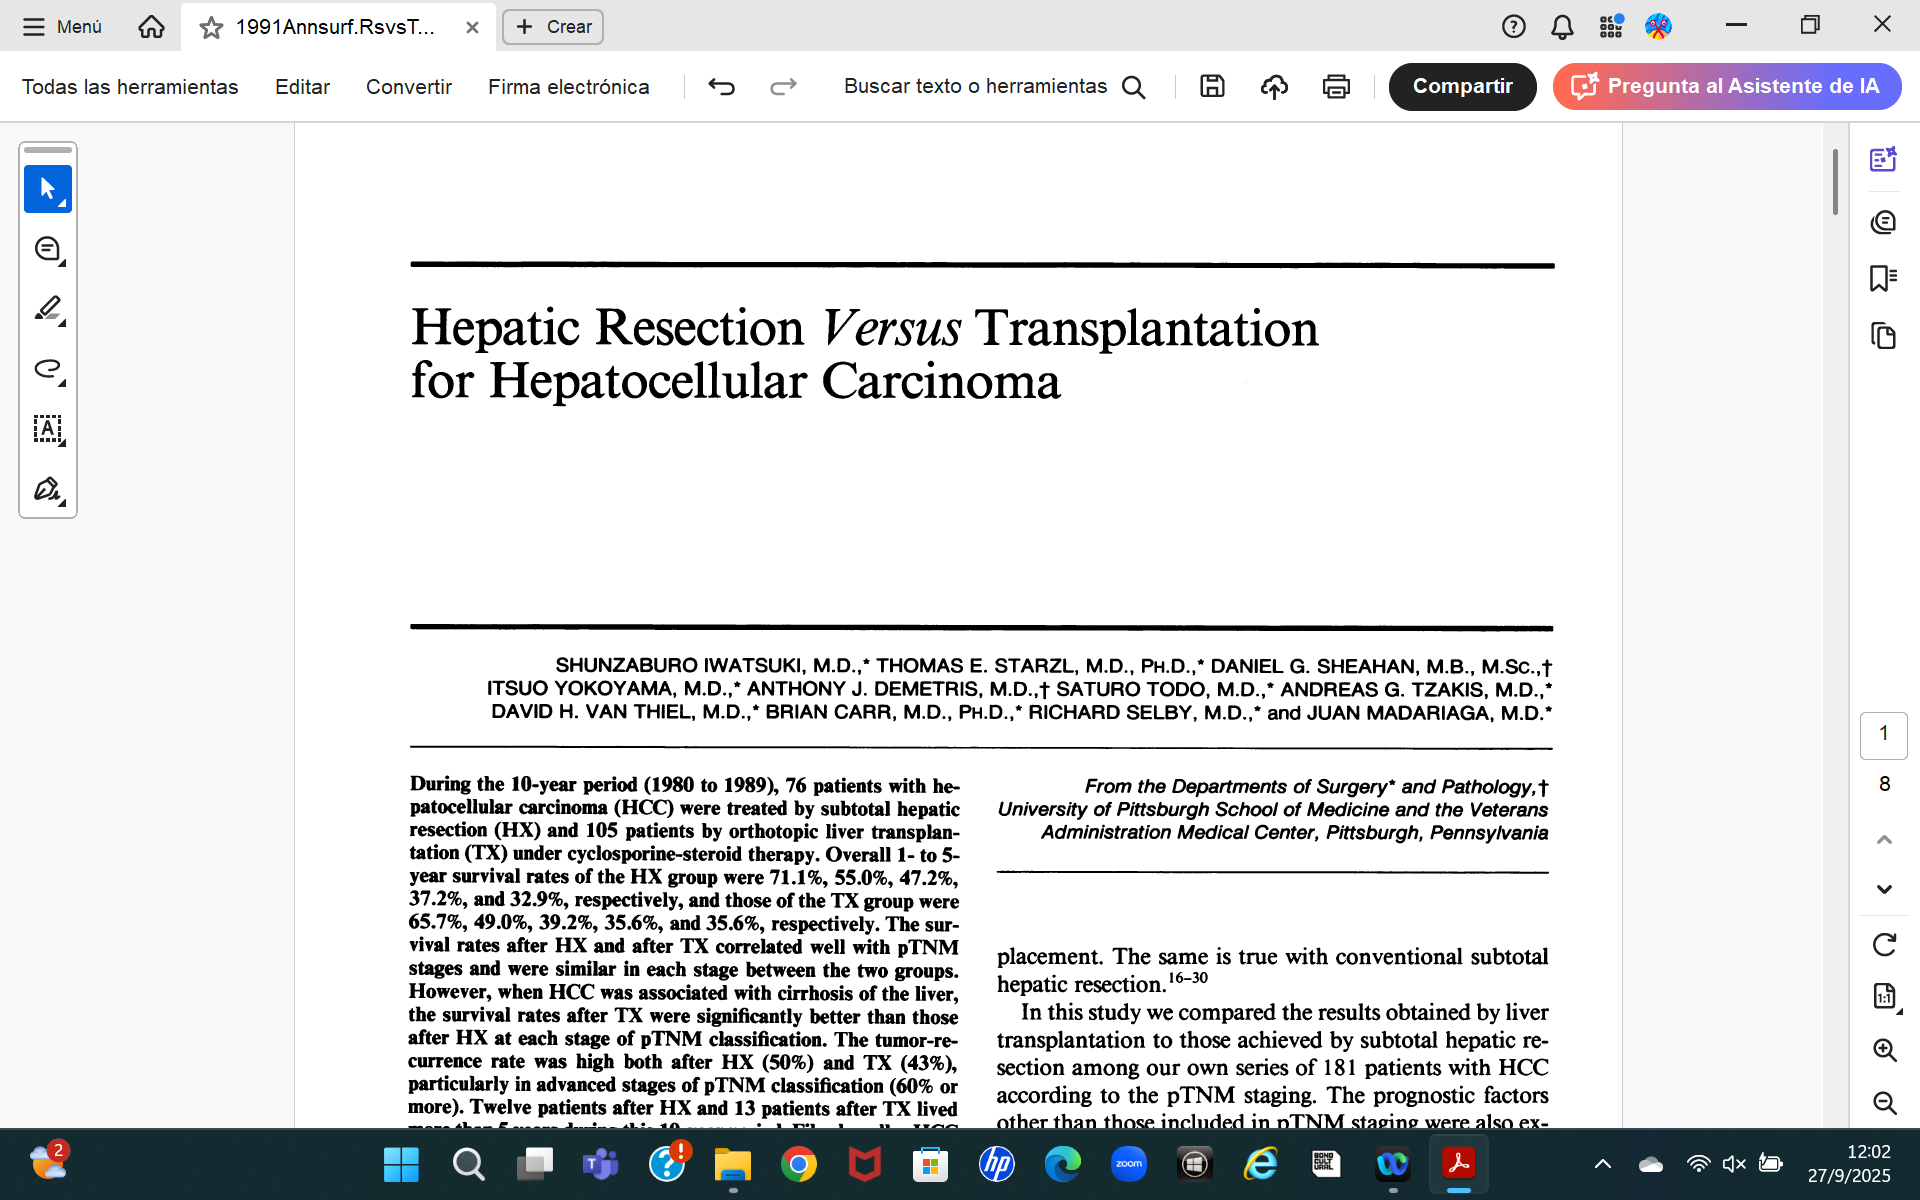 Menú
1991Annsurf.RsvsT...
Crear
Todas las herramientas
Editar
Convertir
Firma electrónica
Buscar texto o herramientas
Compartir
Pregunta al Asistente de IA
Hepatic Resection Versus Transplantation
for Hepatocellular Carcinoma
SHUNZABURO IWATSUKI, M.D.,* THOMAS E. STARZL, M.D., PH.D.,* DANIEL G. SHEAHAN, M.B., M.SC.,†
ITSUO YOKOYAMA, M.D.,* ANTHONY J. DEMETRIS, M.D.,† SATURO TODO, M.D.,* ANDREAS G. TZAKIS, M.D.,*
DAVID H. VAN THIEL, M.D.,* BRIAN CARR, M.D., PH.D.,* RICHARD SELBY, M.D.,* and JUAN MADARIAGA, M.D.*
During the 10-year period (1980 to 1989), 76 patients with he-
patocellular carcinoma (HCC) were treated by subtotal hepatic
resection (HX) and 105 patients by orthotopic liver transplan-
tation (TX) under cyclosporine-steroid therapy. Overall 1- to 5-
year survival rates of the HX group were 71.1%, 55.0%, 47.2%,
37.2%, and 32.9%, respectively, and those of the TX group were
65.7%, 49.0%, 39.2%, 35.6%, and 35.6%, respectively. The sur-
vival rates after HX and after TX correlated well with pTNM
stages and were similar in each stage between the two groups.
However, when HCC was associated with cirrhosis of the liver,
the survival rates after TX were significantly better than those
after HX at each stage of pTNM classification. The tumor-re-
currence rate was high both after HX (50%) and TX (43%),
particularly in advanced stages of pTNM classification (60% or
more). Twelve patients after HX and 13 patients after TX lived
From the Departments of Surgery* and Pathology,†
University of Pittsburgh School of Medicine and the Veterans
Administration Medical Center, Pittsburgh, Pennsylvania
placement. The same is true with conventional subtotal
hepatic resection.16–30
In this study we compared the results obtained by liver
transplantation to those achieved by subtotal hepatic re-
section among our own series of 181 patients with HCC
according to the pTNM staging. The prognostic factors
other than those included in pTNM staging were also ex-
1
8
1:1
2
zoom
12:02
27/9/2025